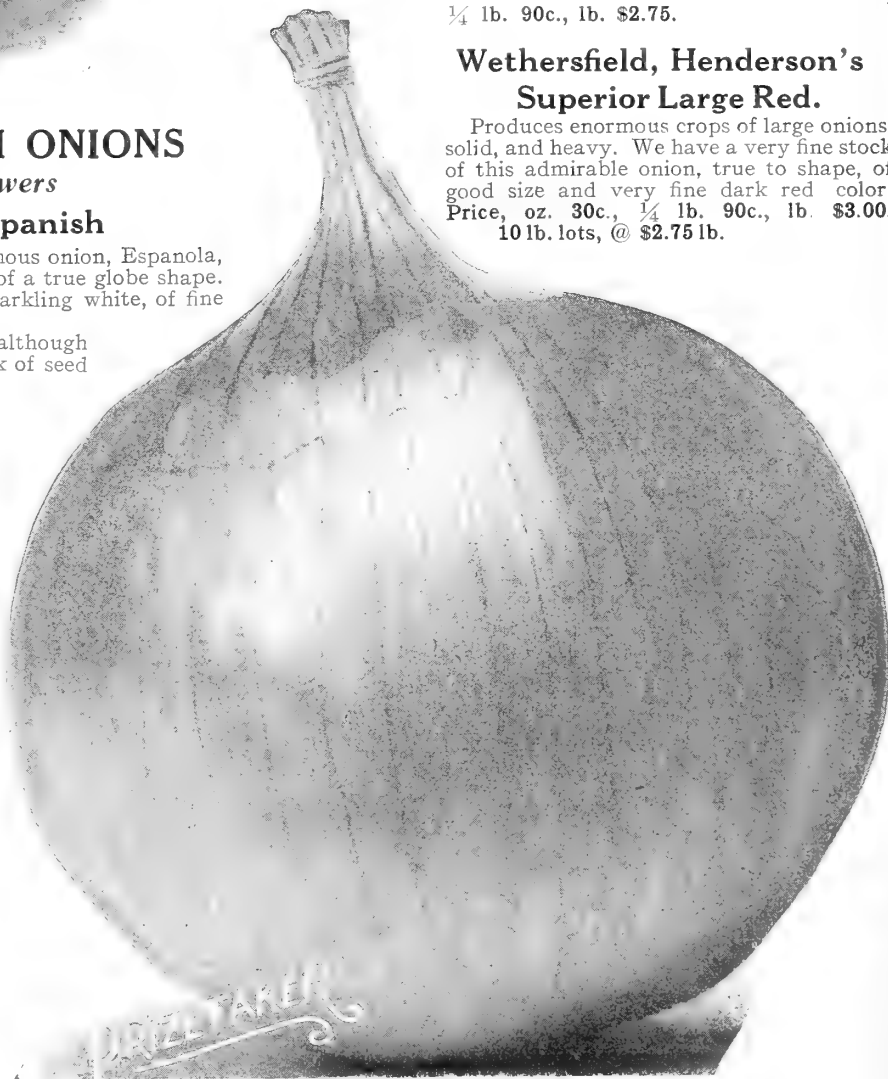 ¼ lb. 90c., lb. $2.75.
Wethersfield, Henderson's
Superior Large Red.
Produces enormous crops of large onions
solid, and heavy. We have a very fine stock
of this admirable onion, true to shape, of
good size and very fine dark red color
Price, oz. 30c., ¼ lb. 90c., lb. $3.00
10 lb. lots, @ $2.75 lb.
ONIONS
wers
panish
nous onion, Espanola,
of a true globe shape.
arkling white, of fine
although
k of seed
PRIZETAKER